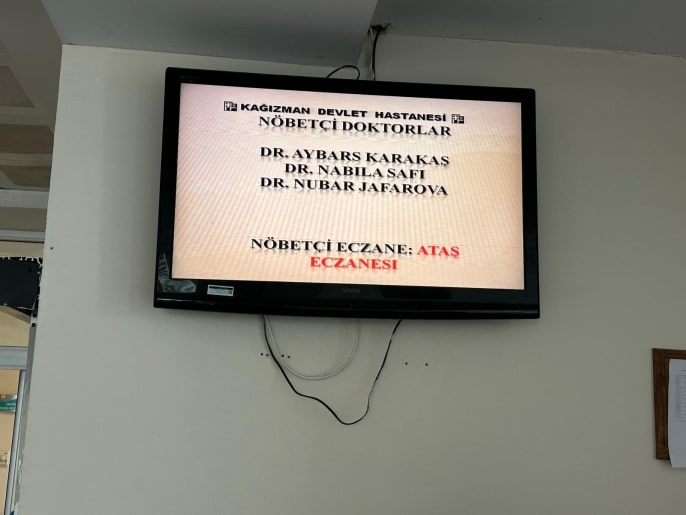 KAĞIZMAN DEVLET HASTANESİ
NÖBETÇİ DOKTORLAR
DR. AYBARS KARAKAŞ
DR. NABILA SAFI
DR. NUBAR JAFAROVA
NÖBETÇİ ECZANE: ATAŞ
ECZANESI